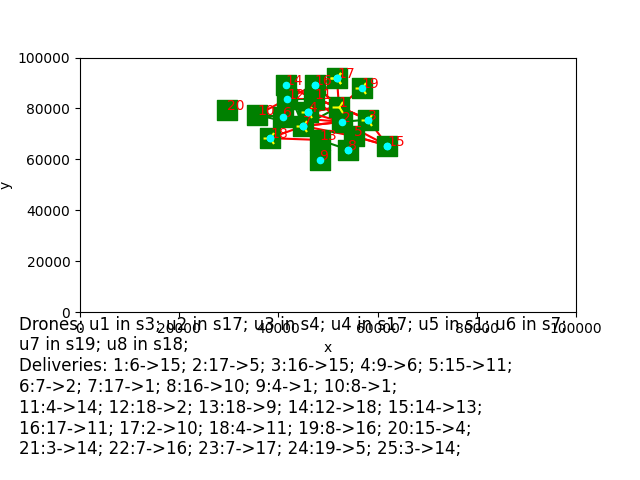 100000
80000
60000
40000
20000
0
y
20
14
17
19
15
13
0 20000 40000 60000 80000 100000
x
Drones: u1 in s3; u2 in s17; u3 in s4; u4 in s17; u5 in s1; u6 in s7;
u7 in s19; u8 in s18;
Deliveries: 1:6->15; 2:17->5; 3:16->15; 4:9->6; 5:15->11;
6:7->2; 7:17->1; 8:16->10; 9:4->1; 10:8->1;
11:4->14; 12:18->2; 13:18->9; 14:12->18; 15:14->13;
16:17->11; 17:2->10; 18:4->11; 19:8->16; 20:15->4;
21:3->14; 22:7->16; 23:7->17; 24:19->5; 25:3->14;